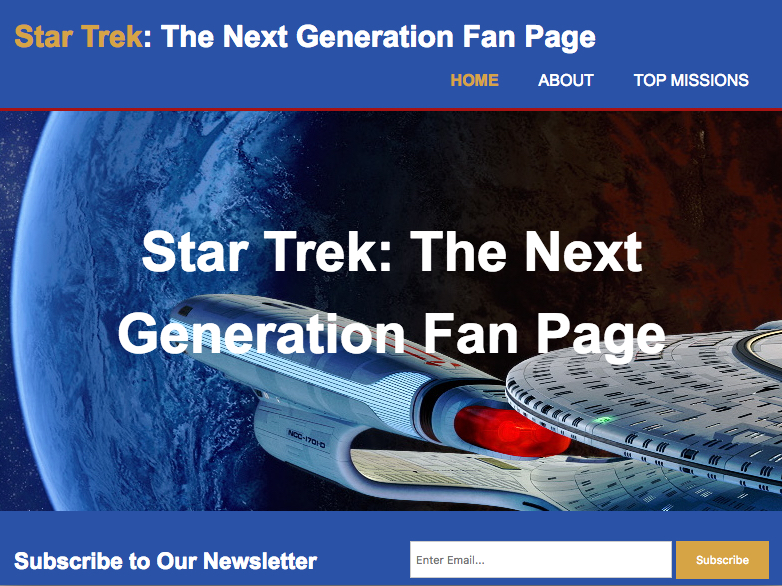 Star Trek: The Next Generation Fan Page
HOME ABOUT TOP MISSIONS
Star Trek: The Next
Generation Fan Page
NCC-1701-D
Subscribe to Our Newsletter
Enter Email...
Subscribe